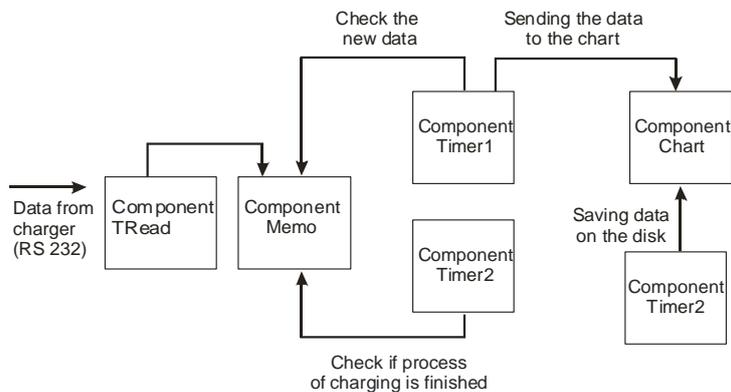 Check the
new data
Sending the data
to the chart
Component
Timer1
Component
Chart
Data from
charger
(RS 232)
Component
TRead
Component
Memo
Component
Timer2
Saving data
on the disk
Component
Timer2
Check if process
of charging is finished